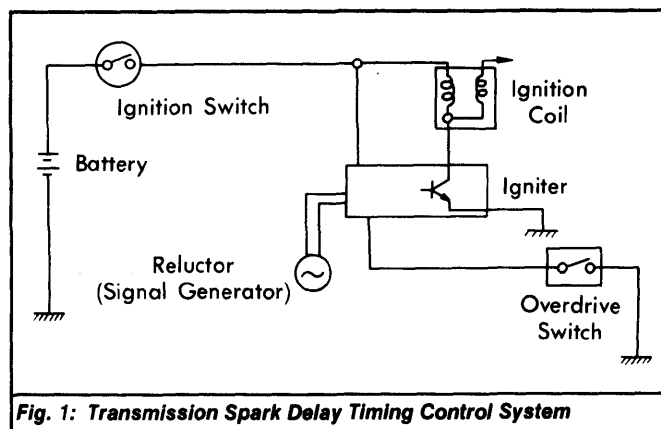 Ignition Switch
Ignition
Coil
Battery
Igniter
Reluctor
(Signal Generator)
Overdrive
Switch
Fig. 1: Transmission Spark Delay Timing Control System